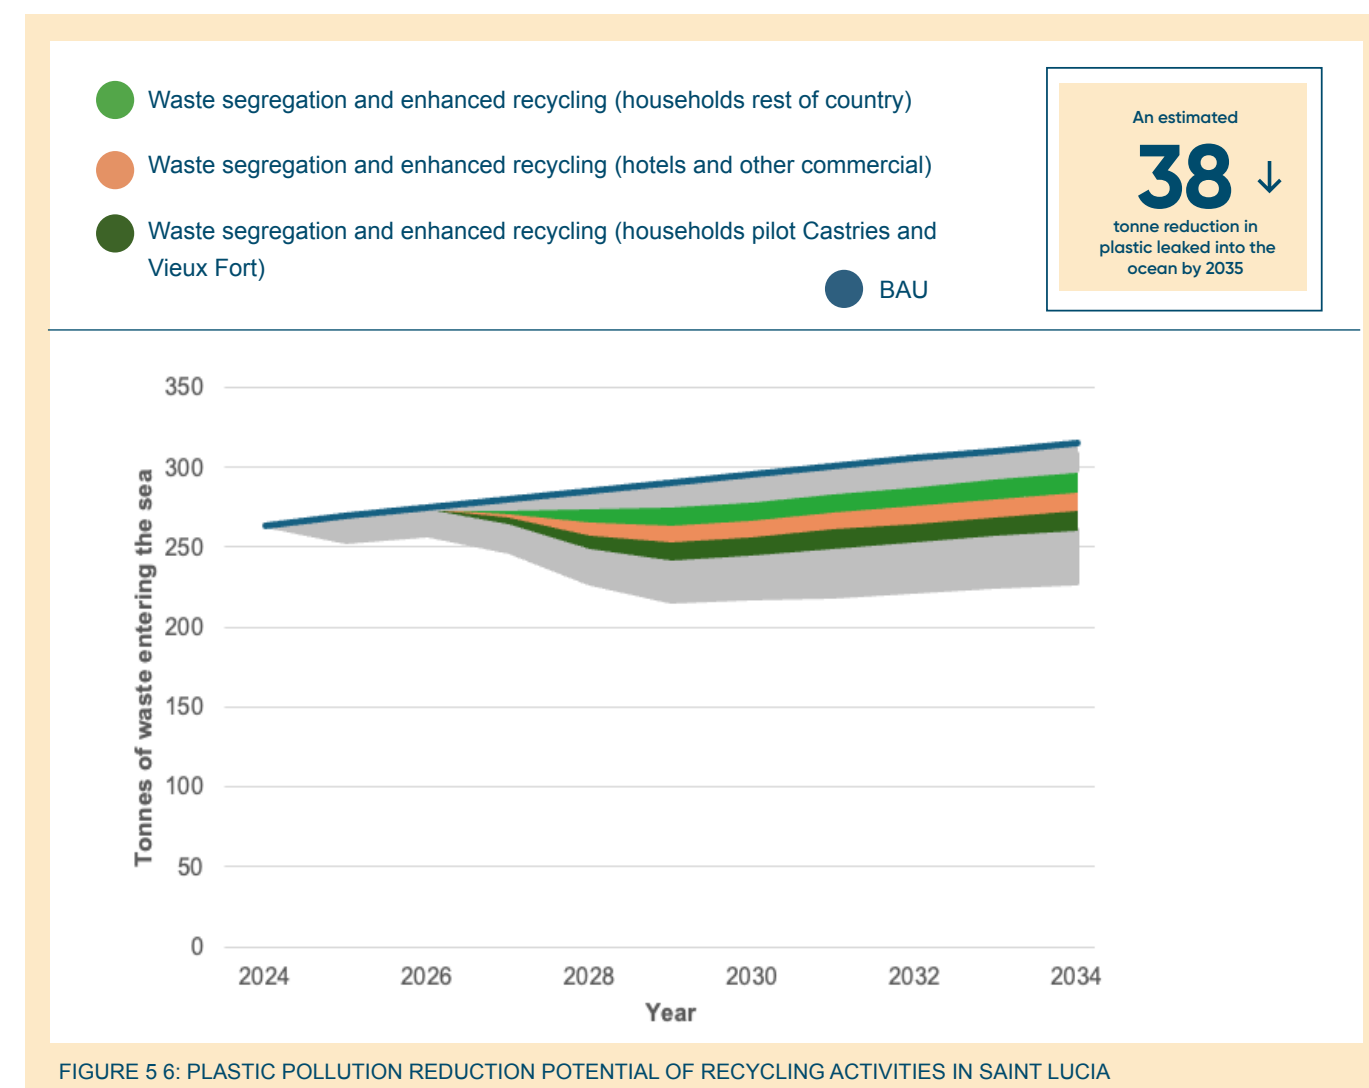 Waste segregation and enhanced recycling (households rest of country)
Waste segregation and enhanced recycling (hotels and other commercial)
Waste segregation and enhanced recycling (households pilot Castries and
Vieux Fort)
BAU
An estimated
38 ↓
tonne reduction in
plastic leaked into the
ocean by 2035
Tonnes of waste entering the sea
350
300
250
200
150
100
50
0
2024 2026 2028 2030 2032 2034
Year
FIGURE 5 6: PLASTIC POLLUTION REDUCTION POTENTIAL OF RECYCLING ACTIVITIES IN SAINT LUCIA